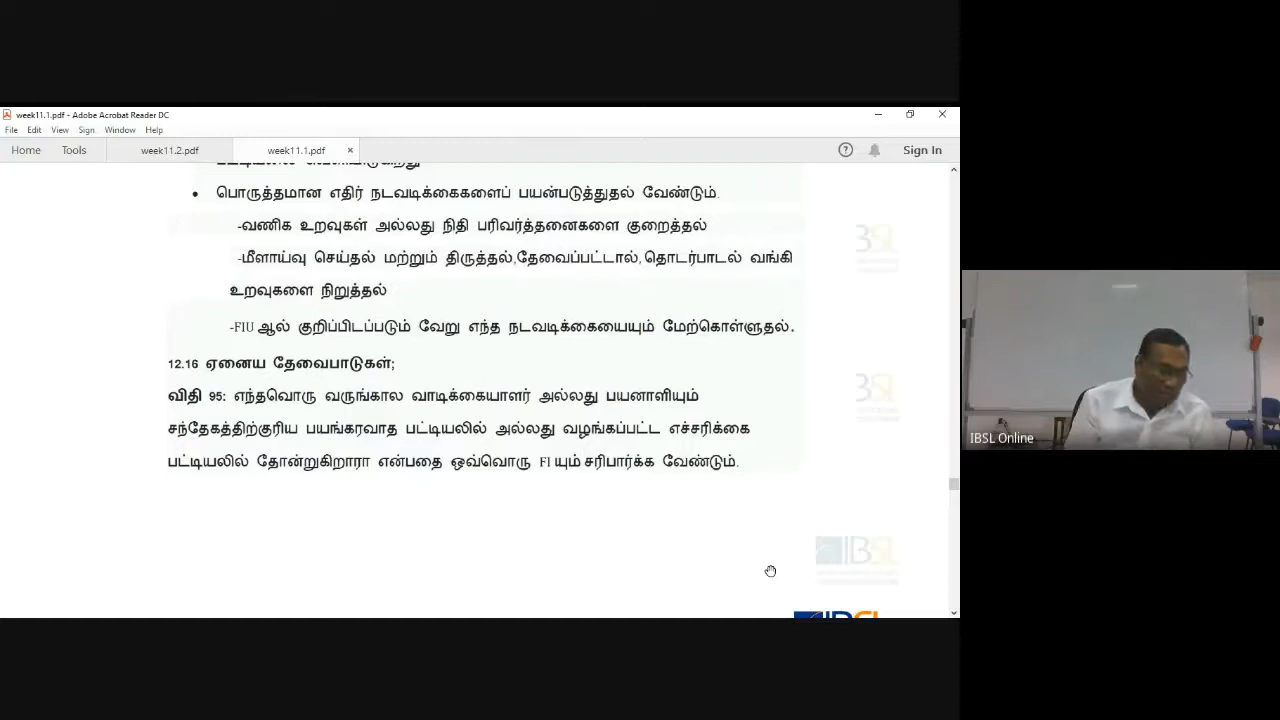 week11.1.pdf - Adobe Acrobat Reader DC
File Edit View Sign Window Help
Home Tools week11.2.pdf week11.1.pdf × Sign In
• பொருத்தமான எதிர் நடவடிக்கைகளைப் பயன்படுத்துதல் வேண்டும்.
-வணிக உறவுகள் அல்லது நிதி பரிவர்த்தனைகளை குறைத்தல்
-மீளாய்வு செய்தல் மற்றும் திருத்தல்,தேவைப்பட்டால்,தொடர்பாடல் வங்கி
உறவுகளை நிறுத்தல்
-FIU ஆல் குறிப்பிடப்படும் வேறு எந்த நடவடிக்கையையும் மேற்கொள்ளுதல்.
12.16 ஏனைய தேவைபாடுகள்;
விதி 95: எந்தவொரு வருங்கால வாடிக்கையாளர் அல்லது பயனாளியும்
சந்தேகத்திற்குரிய பயங்கரவாத பட்டியலில் அல்லது வழங்கப்பட்ட எச்சரிக்கை
பட்டியலில் தோன்றுகிறாரா என்பதை ஒவ்வொரு FI யும் சரிபார்க்க வேண்டும்.
IBSL
IBSL
IBSL
IBSL Online